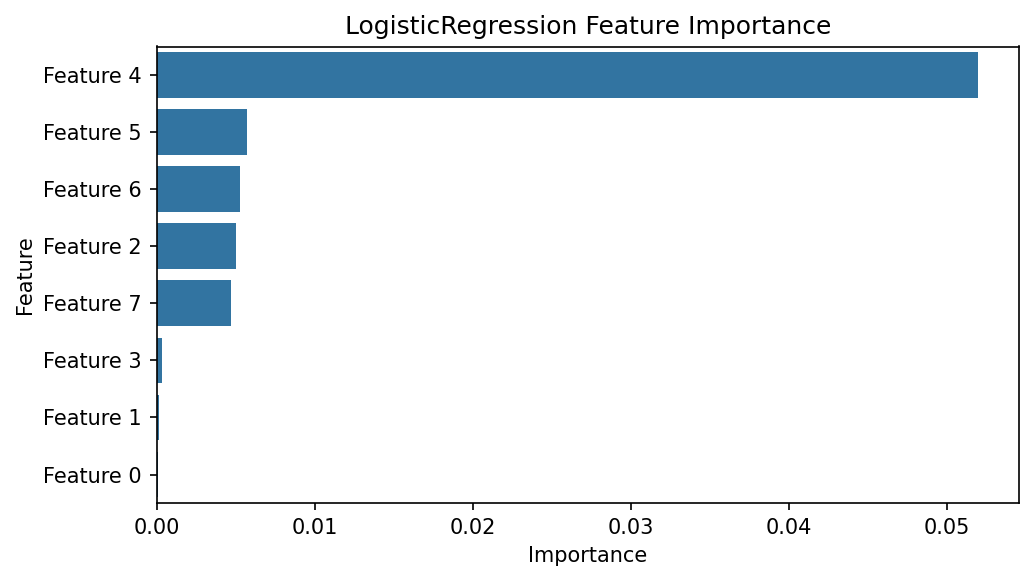 LogisticRegression Feature Importance
Feature 4
Feature 5
Feature 6
Feature 2
Feature 7
Feature 3
Feature 1
Feature 0
Feature
0.00 0.01 0.02 0.03 0.04 0.05
Importance